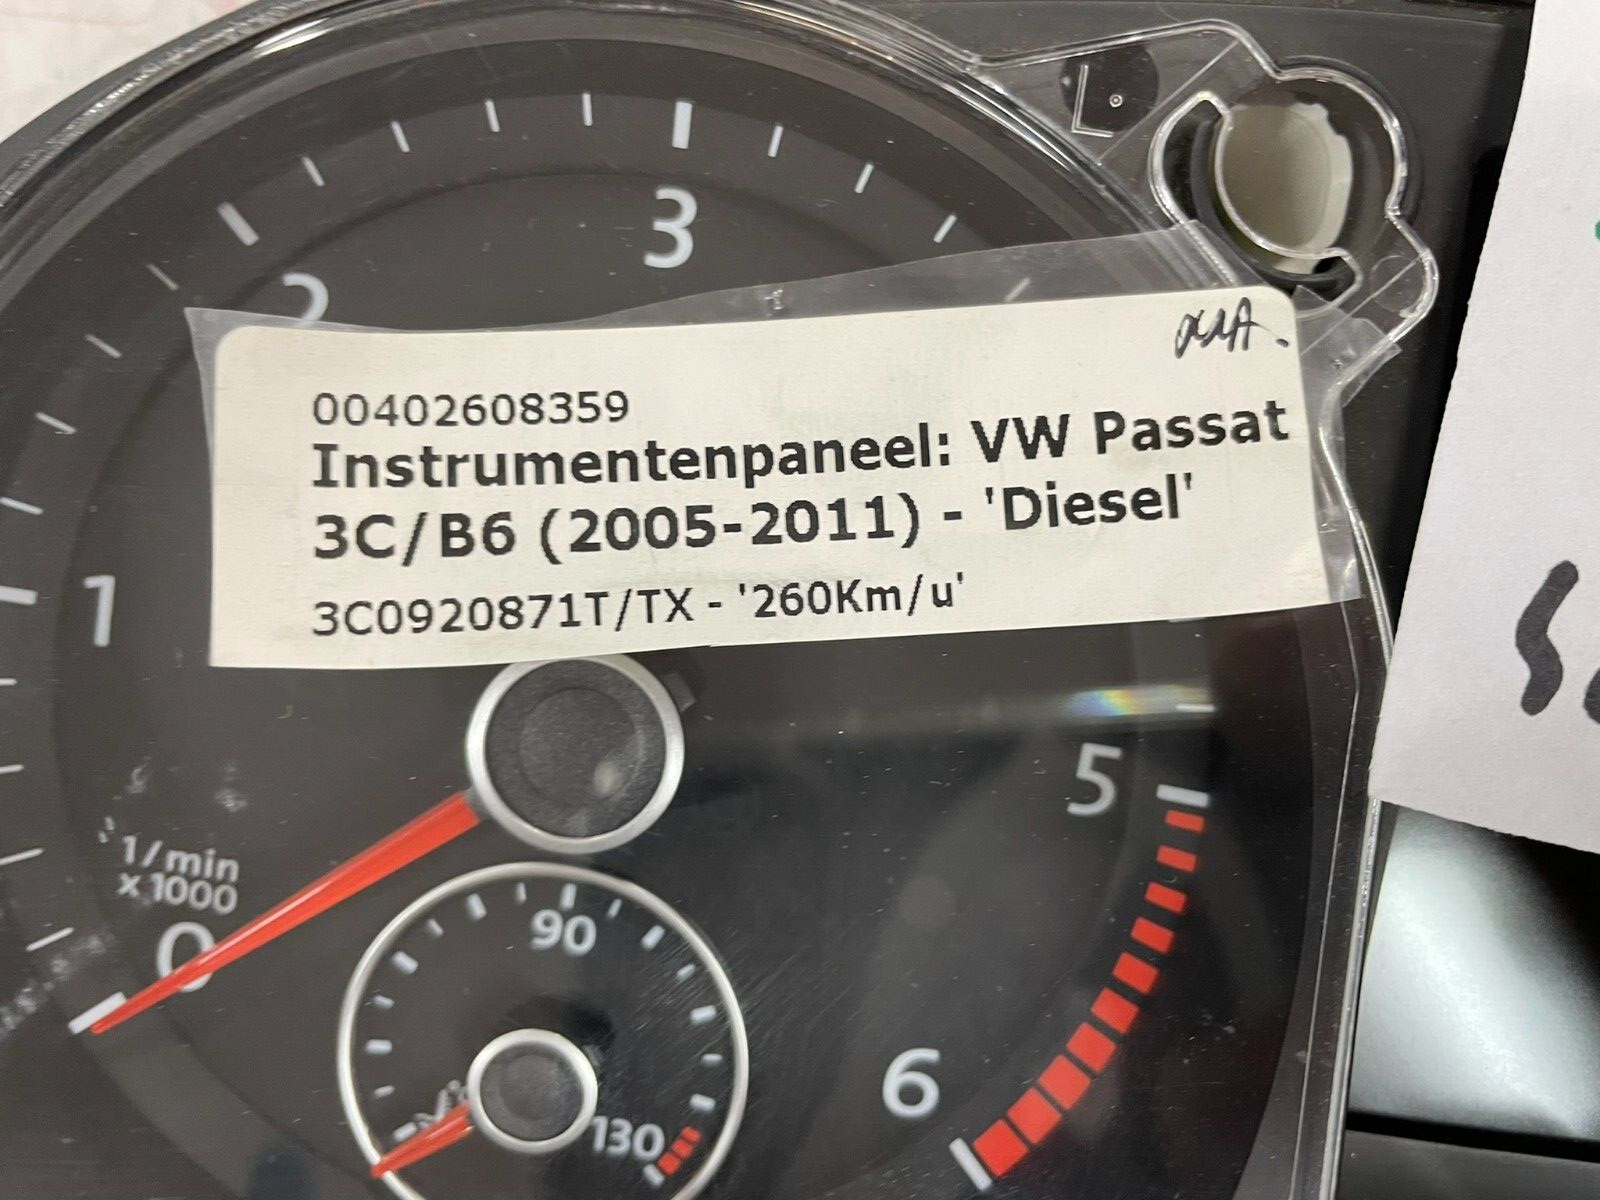 L
3
2
00402608359
Instrumentenpaneel: VW Passat
3C/B6 (2005-2011) - 'Diesel'
3C0920871T/TX - '260Km/u'
1
5
1/min
x 1000
0
90
6
130